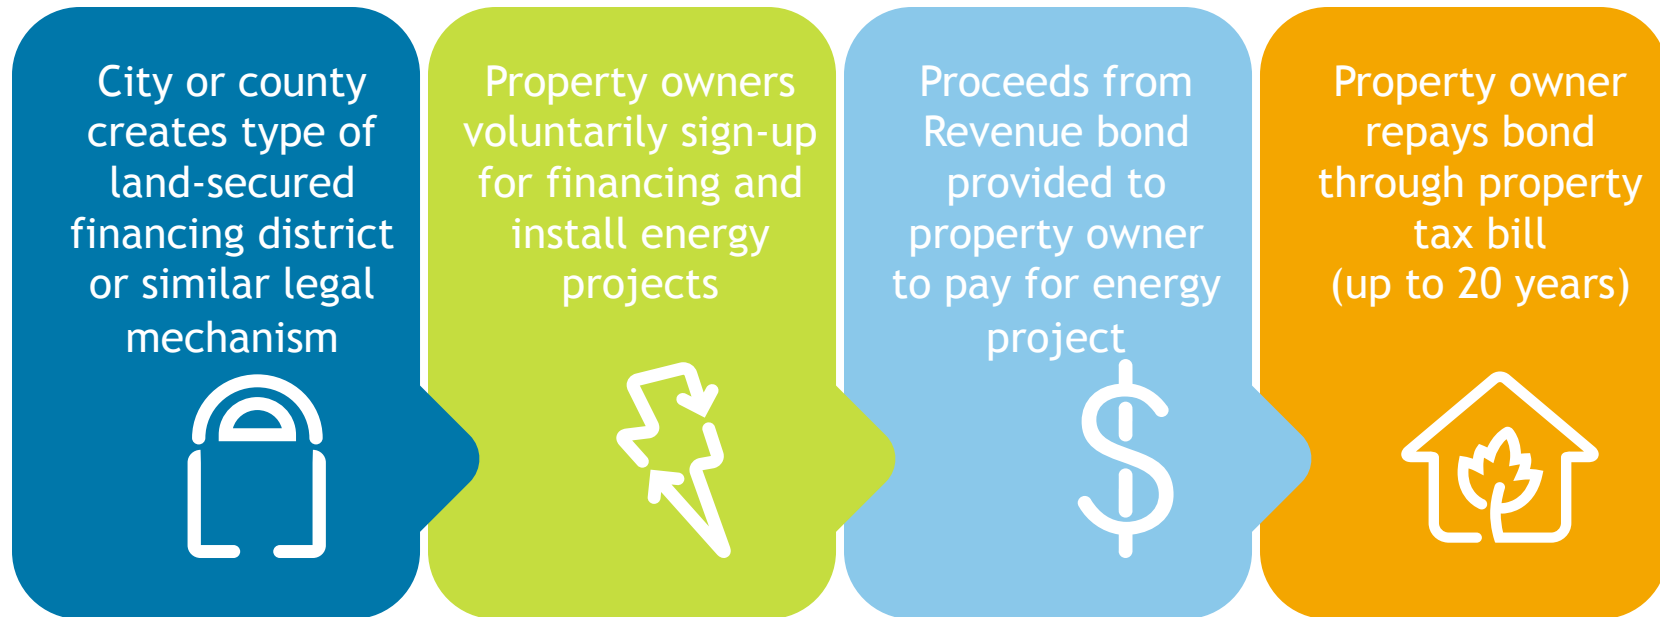 City or county
creates type of
land-secured
financing district
or similar legal
mechanism
Property owners
voluntarily sign-up
for financing and
install energy
projects
Proceeds from
Revenue bond
provided to
property owner
to pay for energy
project
Property owner
repays bond
through property
tax bill
(up to 20 years)